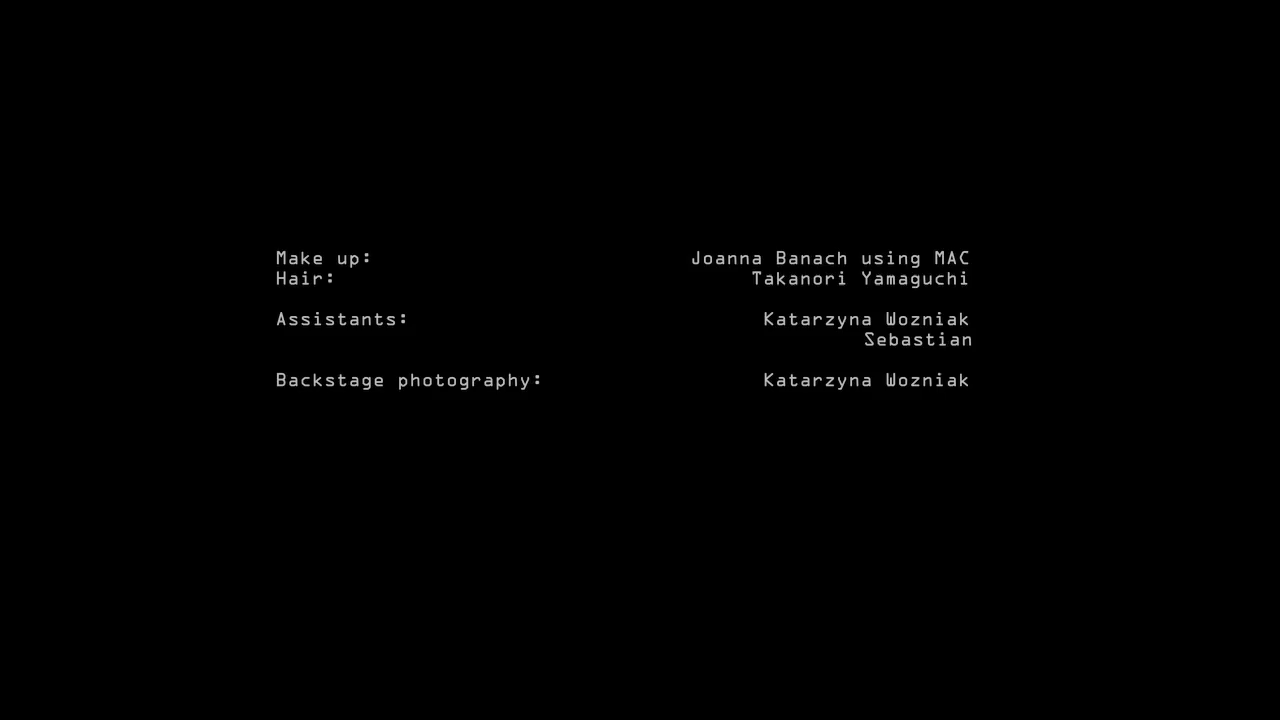 Make up: Joanna Banach using MAC
Hair: Takanori Yamaguchi
Assistants: Katarzyna Wozniak
Sebastian
Backstage photography: Katarzyna Wozniak